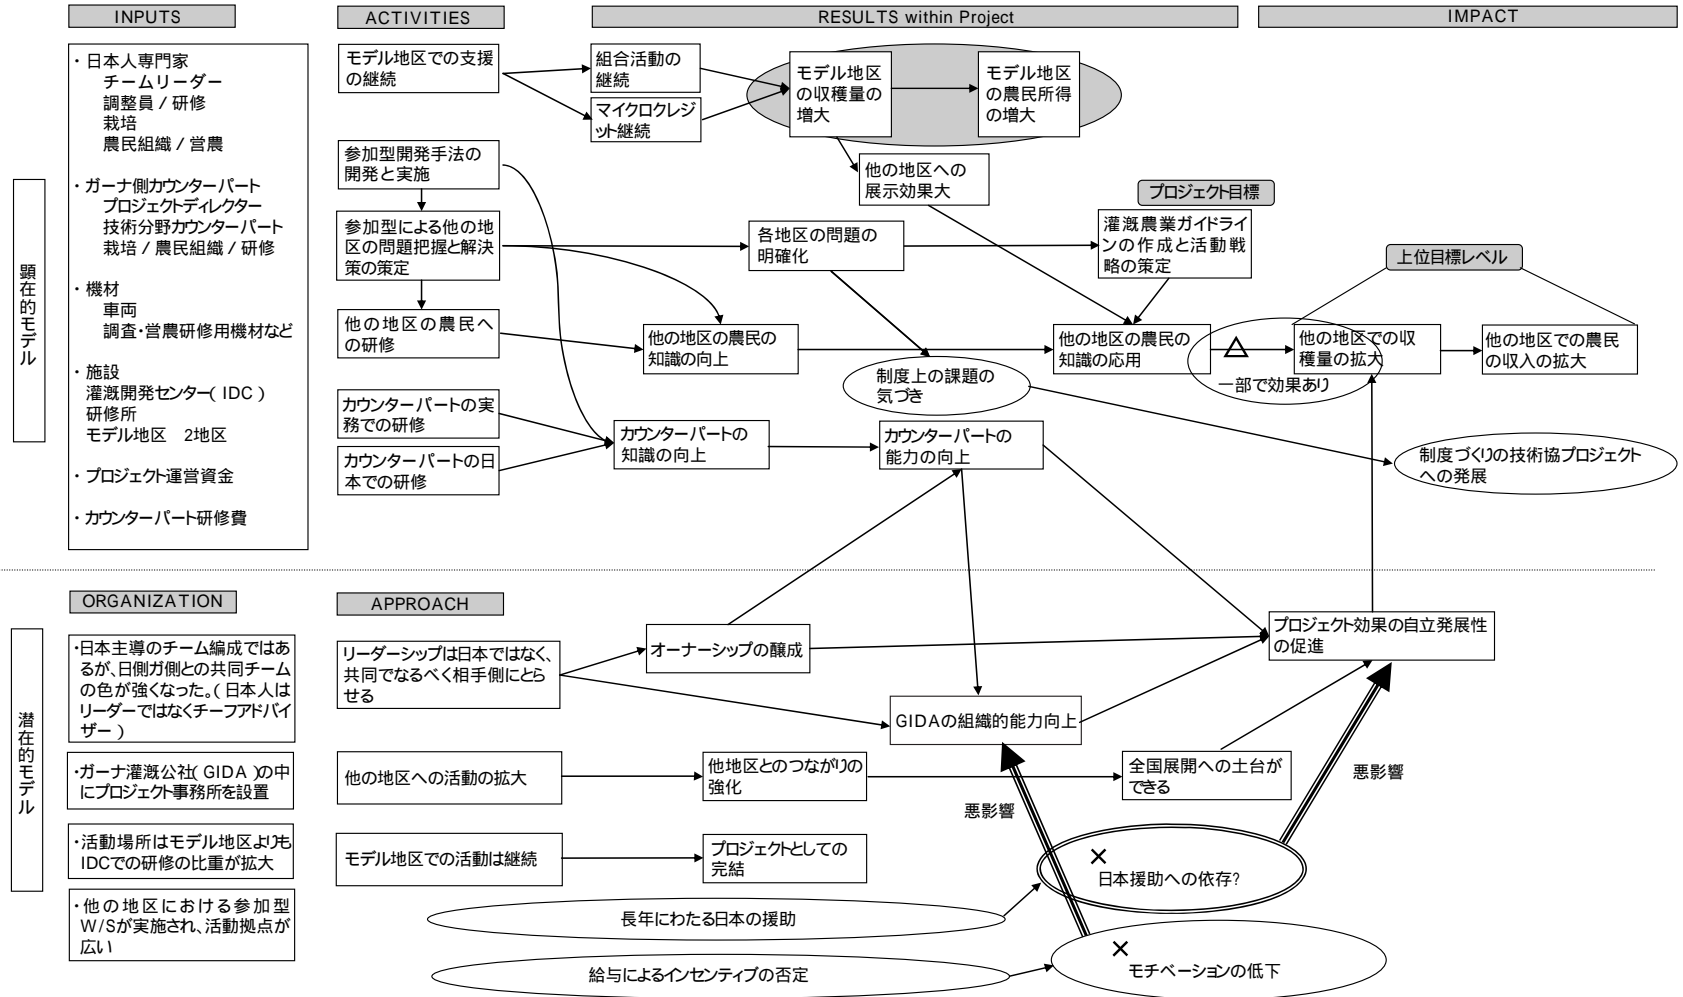 INPUTS
ACTIVITIES
RESULTS within Project
IMPACT
顕在的モデル
・日本人専門家
チームリーダー
調整員/研修
栽培
農民組織/営農
・ガーナ側カウンターパート
プロジェクトディレクター
技術分野カウンターパート
栽培/農民組織/研修
・機材
車両
調査・営農研修用機材など
・施設
灌漑開発センター(IDC)
研修所
モデル地区 2地区
・プロジェクト運営資金
・カウンターパート研修費
モデル地区での支援
の継続
参加型開発手法の
開発と実施
参加型による他の地
区の問題把握と解決
策の策定
他の地区の農民へ
の研修
カウンターパートの実
務での研修
カウンターパートの日
本での研修
組合活動の
継続
マイクロクレジ
ット継続
モデル地区
の収穫量の
増大
モデル地区
の農民所得
の増大
他の地区への
展示効果大
各地区の問題の
明確化
プロジェクト目標
灌漑農業ガイドライ
ンの作成と活動戦
略の策定
上位目標レベル
他の地区の農民の
知識の向上
他の地区の農民の
知識の応用
他の地区での収
穫量の拡大
他の地区での農民
の収入の拡大
一部で効果あり
制度上の課題の
気づき
カウンターパートの
知識の向上
カウンターパートの
能力の向上
制度づくりの技術協プロジェクト
への発展
ORGANIZATION
APPROACH
潜在的モデル
・日本主導のチーム編成ではあ
るが、日側ガ側との共同チーム
の色が強くなった。(日本人は
リーダーではなくチーフアドバイ
ザー)
・ガーナ灌漑公社(GIDA)の中
にプロジェクト事務所を設置
・活動場所はモデル地区よりも
IDCでの研修の比重が拡大
・他の地区における参加型
W/Sが実施され、活動拠点が
広い
リーダーシップは日本ではなく、
共同でなるべく相手側にとら
せる
オーナーシップの醸成
プロジェクト効果の自立発展性
の促進
GIDAの組織的能力向上
他の地区への活動の拡大
他地区とのつながりの
強化
全国展開への土台が
できる
悪影響
悪影響
モデル地区での活動は継続
プロジェクトとしての
完結
×
日本援助への依存?
長年にわたる日本の援助
×
モチベーションの低下
給与によるインセンティブの否定